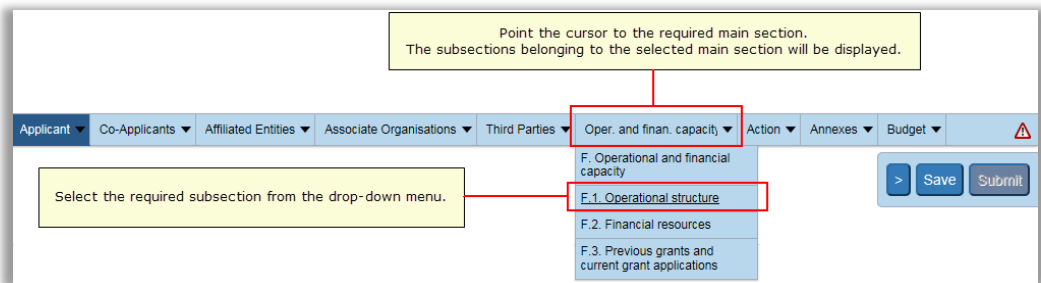 Point the cursor to the required main section.
The subsections belonging to the selected main section will be displayed.
Applicant Co-Applicants Affiliated Entities Associate Organisations Third Parties Oper. and finan. capacity Action Annexes Budget
F. Operational and financial
capacity
> Save Submit
Select the required subsection from the drop-down menu.
F.1. Operational structure
F.2. Financial resources
F.3. Previous grants and
current grant applications